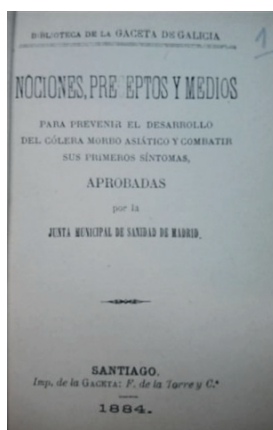 BIBLIOTECA DE LA GACETA DE GALICIA
1
NOCIONES, PRE EPTOS Y MEDIOS
PARA PREVENIR EL DESARROLLO
DEL CÓLERA MORBO ASIÁTICO Y COMBATIR
SUS PRIMEROS SÍNTOMAS,
APROBADAS
por la
JUNTA MUNICIPAL DE SANIDAD DE MADRID.
SANTIAGO.
Imp. de la GACETA: F. de la Torre y C.ª
1884.